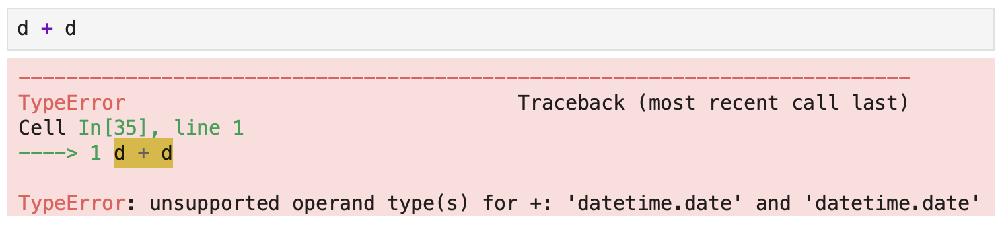 d + d
---------------------------------------------------------------------------
TypeError                                 Traceback (most recent call last)
Cell In[35], line 1
----> 1 d + d

TypeError: unsupported operand type(s) for +: 'datetime.date' and 'datetime.date'